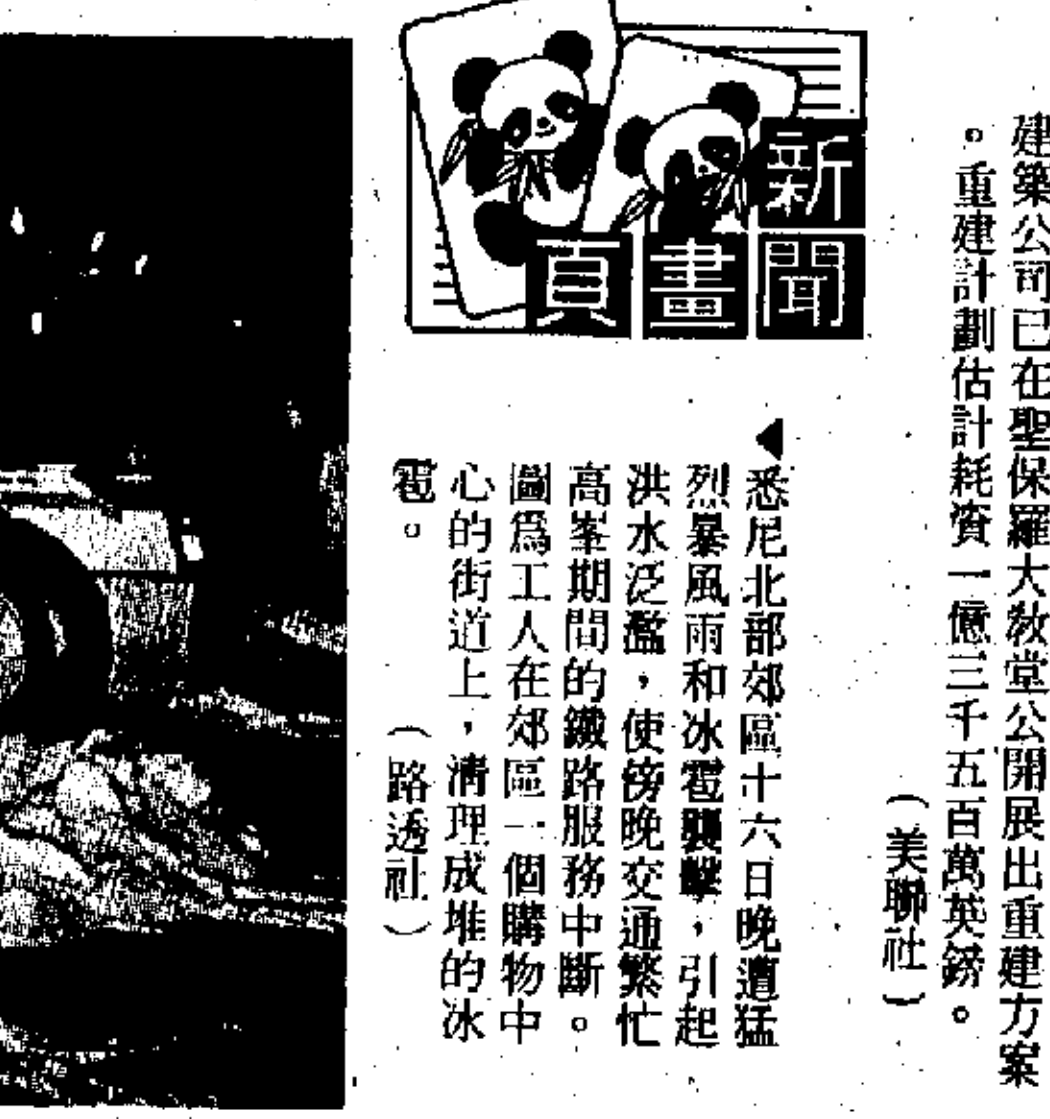 建築公司已在聖保羅大教堂公開展出重建方案
。重建計劃估計耗資一億三千五百萬英鎊。
(美聯社)
新聞畫頁
悉尼北部郊區十六日晚遭猛
烈暴風雨和冰雹襲擊,引起
洪水泛濫,使傍晚交通繁忙
高峯期間的鐵路服務中斷。
圖爲工人在郊區一個購物中
心的街道上,清理成堆的冰
雹。 (路透社)